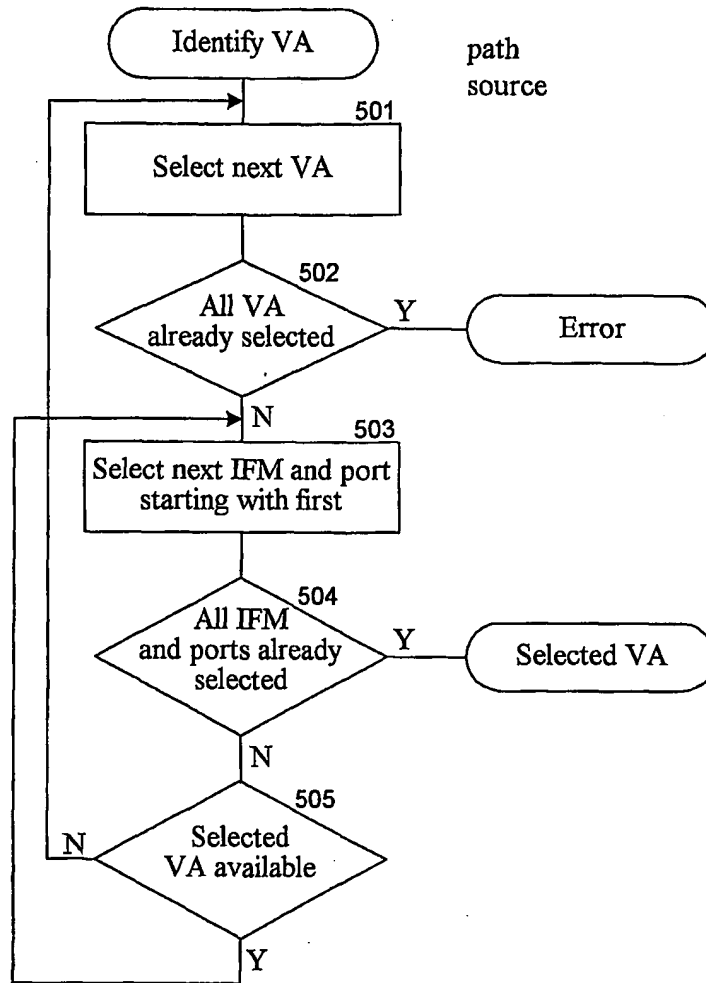 Identify VA
path
source
501
Select next VA
502
All VA
already selected
Y
Error
N
503
Select next IFM and port
starting with first
504
All IFM
and ports already
selected
Y
Selected VA
N
505
Selected
VA available
N
Y